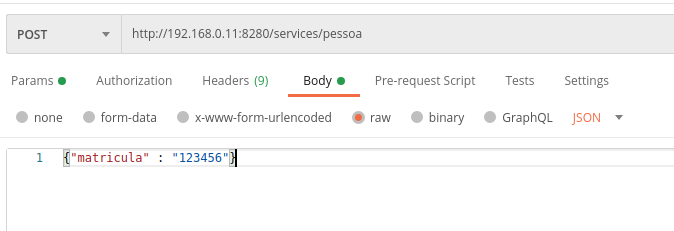 POST http://192.168.0.11:8280/services/pessoa
Params Authorization Headers (9) Body Pre-request Script Tests Settings
none form-data x-www-form-urlencoded raw binary GraphQL JSON
1 {"matricula" : "123456"}